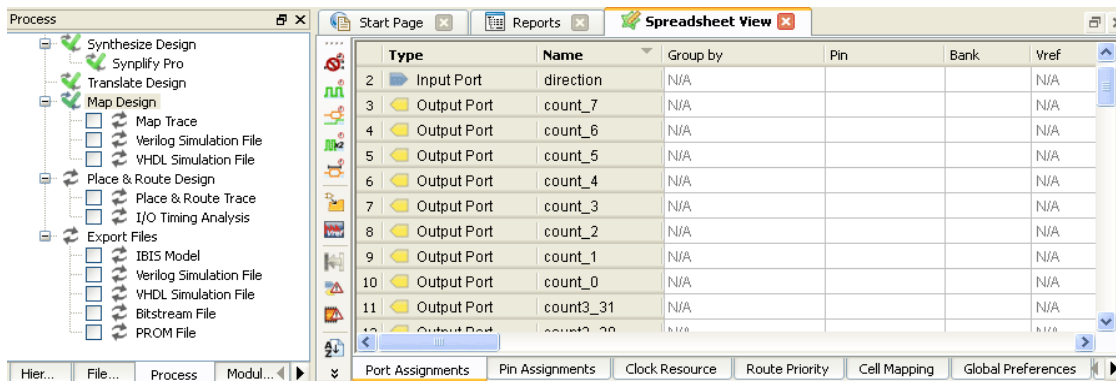 Process
Synthesize Design
Synplify Pro
Translate Design
Map Design
Map Trace
Verilog Simulation File
VHDL Simulation File
Place & Route Design
Place & Route Trace
I/O Timing Analysis
Export Files
IBIS Model
Verilog Simulation File
VHDL Simulation File
Bitstream File
PROM File
Hier... File... Process Modul...
Start Page Reports Spreadsheet View
Type Name Group by Pin Bank Vref
2 Input Port direction N/A N/A
3 Output Port count_7 N/A N/A
4 Output Port count_6 N/A N/A
5 Output Port count_5 N/A N/A
6 Output Port count_4 N/A N/A
7 Output Port count_3 N/A N/A
8 Output Port count_2 N/A N/A
9 Output Port count_1 N/A N/A
10 Output Port count_0 N/A N/A
11 Output Port count3_31 N/A N/A
Output Port
Port Assignments Pin Assignments Clock Resource Route Priority Cell Mapping Global Preferences